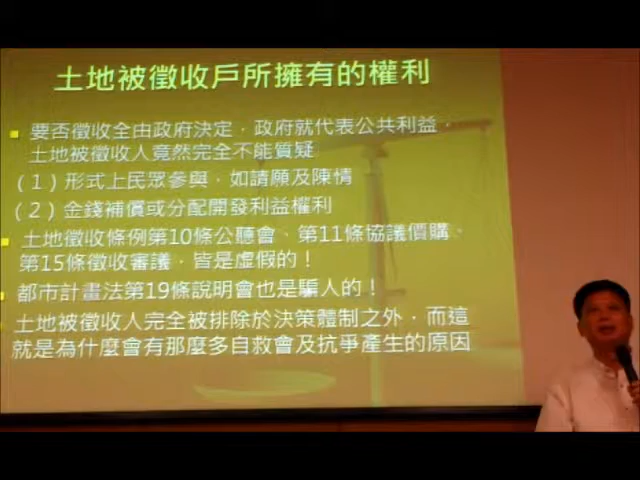 土地被徵收戶所擁有的權利
要否徵收全由政府決定，政府就代表公共利益，
土地被徵收人竟然完全不能質疑
（1）形式上民眾參與，如請願及陳情
（2）金錢補償或分配開發利益權利
土地徵收條例第10條公聽會、第11條協議價購、
第15條徵收審議，皆是虛假的！
都市計畫法第19條說明會也是騙人的！
土地被徵收人完全被排除於決策體制之外，而這
就是為什麼會有那麼多自救會及抗爭產生的原因